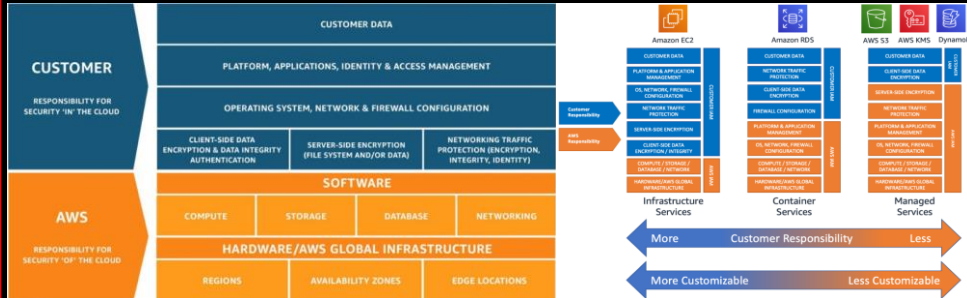 CUSTOMER
RESPONSIBILITY FOR
SECURITY 'IN' THE CLOUD
CUSTOMER DATA
PLATFORM, APPLICATIONS, IDENTITY & ACCESS MANAGEMENT
OPERATING SYSTEM, NETWORK & FIREWALL CONFIGURATION
CLIENT-SIDE DATA
ENCRYPTION & DATA INTEGRITY
AUTHENTICATION
SERVER-SIDE ENCRYPTION
(FILE SYSTEM AND/OR DATA)
NETWORKING TRAFFIC
PROTECTION (ENCRYPTION,
INTEGRITY, IDENTITY)
AWS
RESPONSIBILITY FOR
SECURITY 'OF' THE CLOUD
SOFTWARE
COMPUTE
STORAGE
DATABASE
NETWORKING
HARDWARE/AWS GLOBAL INFRASTRUCTURE
REGIONS
AVAILABILITY ZONES
EDGE LOCATIONS
Customer
Responsibility
AWS
Responsibility
Amazon EC2
CUSTOMER DATA
PLATFORM & APPLICATION
MANAGEMENT
OS, NETWORK, FIREWALL
CONFIGURATION
NETWORK TRAFFIC
PROTECTION
SERVER-SIDE ENCRYPTION
CLIENT-SIDE DATA
ENCRYPTION / INTEGRITY
COMPUTE / STORAGE /
DATABASE / NETWORK
HARDWARE/AWS GLOBAL
INFRASTRUCTURE
CUSTOMER IAM
AWS IAM
Infrastructure
Services
Amazon RDS
CUSTOMER DATA
NETWORK TRAFFIC
PROTECTION
CLIENT-SIDE DATA
ENCRYPTION
FIREWALL CONFIGURATION
PLATFORM & APPLICATION
MANAGEMENT
OS, NETWORK, FIREWALL
CONFIGURATION
COMPUTE / STORAGE /
DATABASE / NETWORK
HARDWARE/AWS GLOBAL
INFRASTRUCTURE
CUSTOMER IAM
AWS IAM
Container
Services
AWS S3
AWS KMS
DynamoI
CUSTOMER DATA
CLIENT-SIDE DATA
ENCRYPTION
SERVER-SIDE ENCRYPTION
NETWORK TRAFFIC
PROTECTION
PLATFORM & APPLICATION
MANAGEMENT
OS, NETWORK, FIREWALL
CONFIGURATION
COMPUTE / STORAGE /
DATABASE / NETWORK
HARDWARE/AWS GLOBAL
INFRASTRUCTURE
CUSTOMER
IAM
AWS IAM
Managed
Services
More Customer Responsibility Less
More Customizable Less Customizable